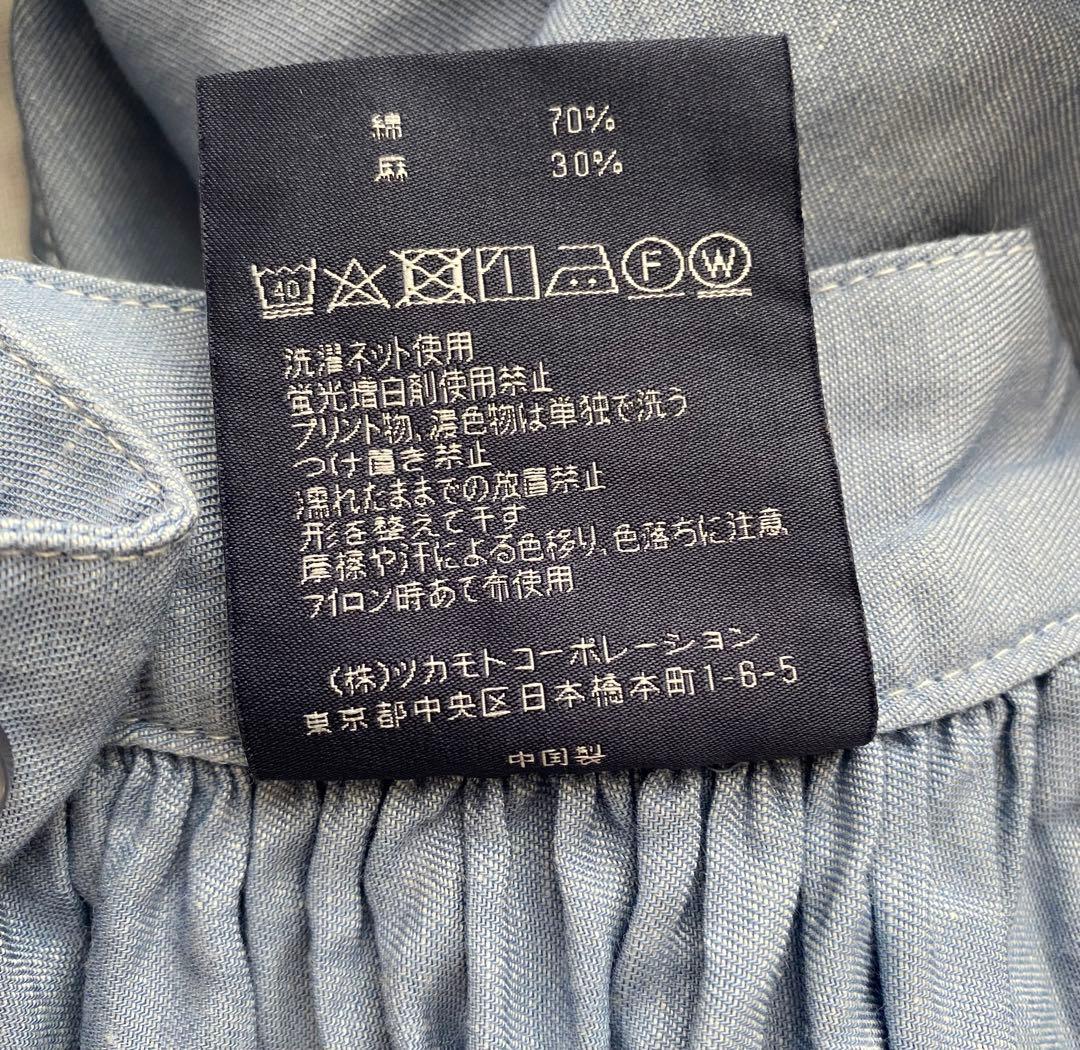 綿 70%
麻 30%
40 F W
洗濯ネット使用
蛍光増白剤使用禁止
プリント物、濃色物は単独で洗う
つけ置き禁止
濡れたままでの放置禁止
形を整えて干す
摩擦や汗による色移り、色落ちに注意
アイロン時あて布使用
(株)ツカモトコーポレーション
東京都中央区日本橋本町1-6-5
中国製